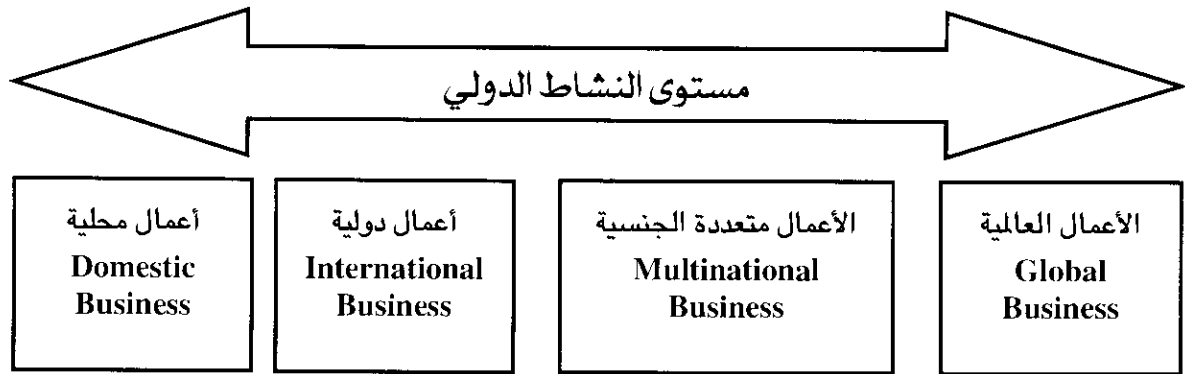 مستوى النشاط الدولي
أعمال محلية
Domestic
Business
أعمال دولية
International
Business
الأعمال متعددة الجنسية
Multinational
Business
الأعمال العالمية
Global
Business